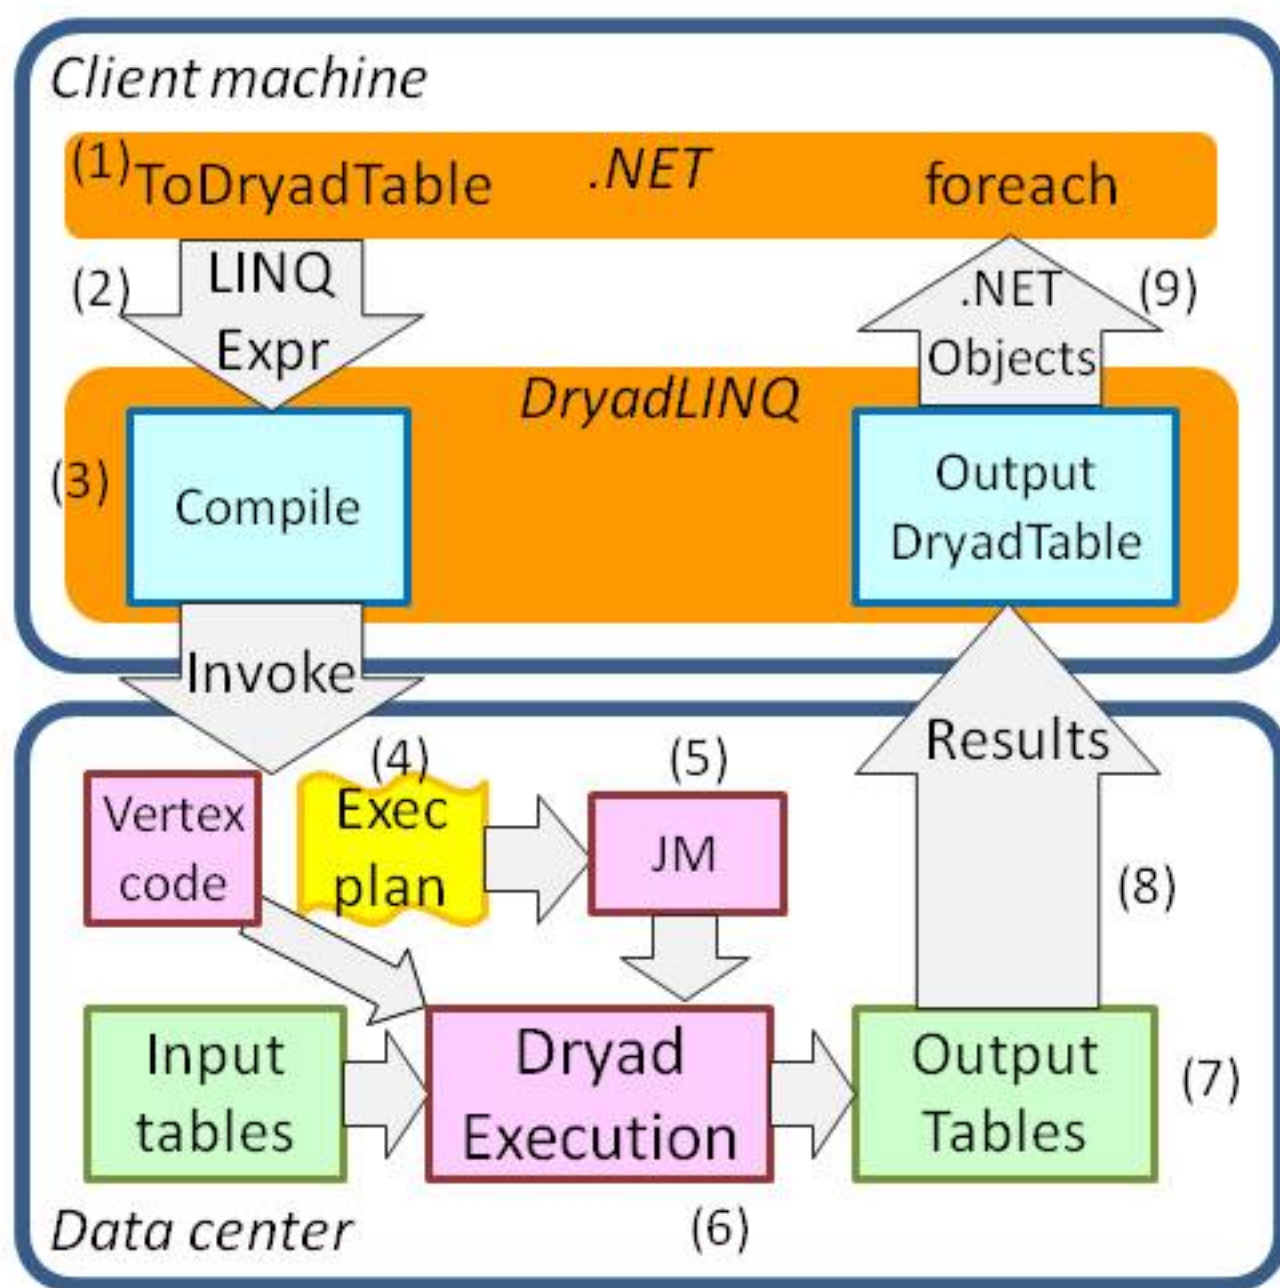 Client machine
(1) ToDryadTable .NET foreach
(2) LINQ
Expr
.NET
Objects
(9)
DryadLINQ
(3) Compile
Output
DryadTable
Invoke
Results
(4)
(5)
Vertex
code
Exec
plan
JM
(8)
Input
tables
Dryad
Execution
Output
Tables
(7)
(6)
Data center